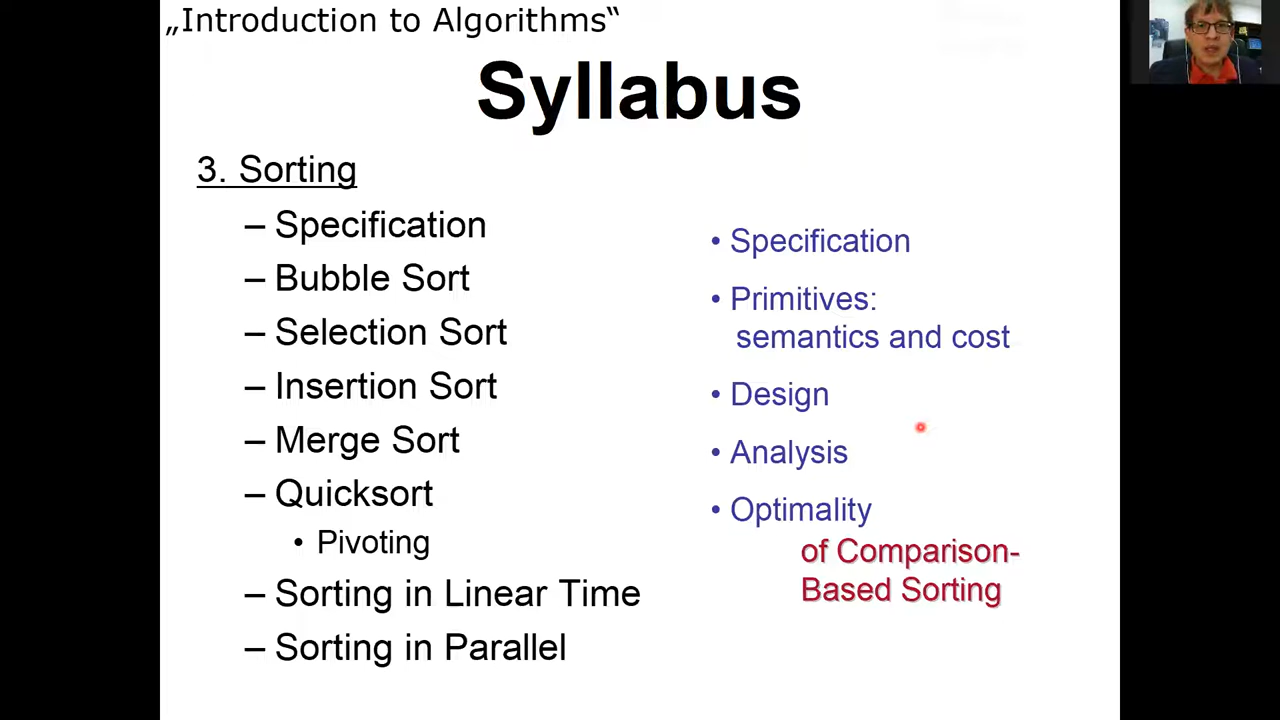 „Introduction to Algorithms“
Syllabus
3. Sorting
– Specification
– Bubble Sort
– Selection Sort
– Insertion Sort
– Merge Sort
– Quicksort
• Pivoting
– Sorting in Linear Time
– Sorting in Parallel
• Specification
• Primitives:
semantics and cost
• Design
• Analysis
• Optimality
of Comparison-
Based Sorting